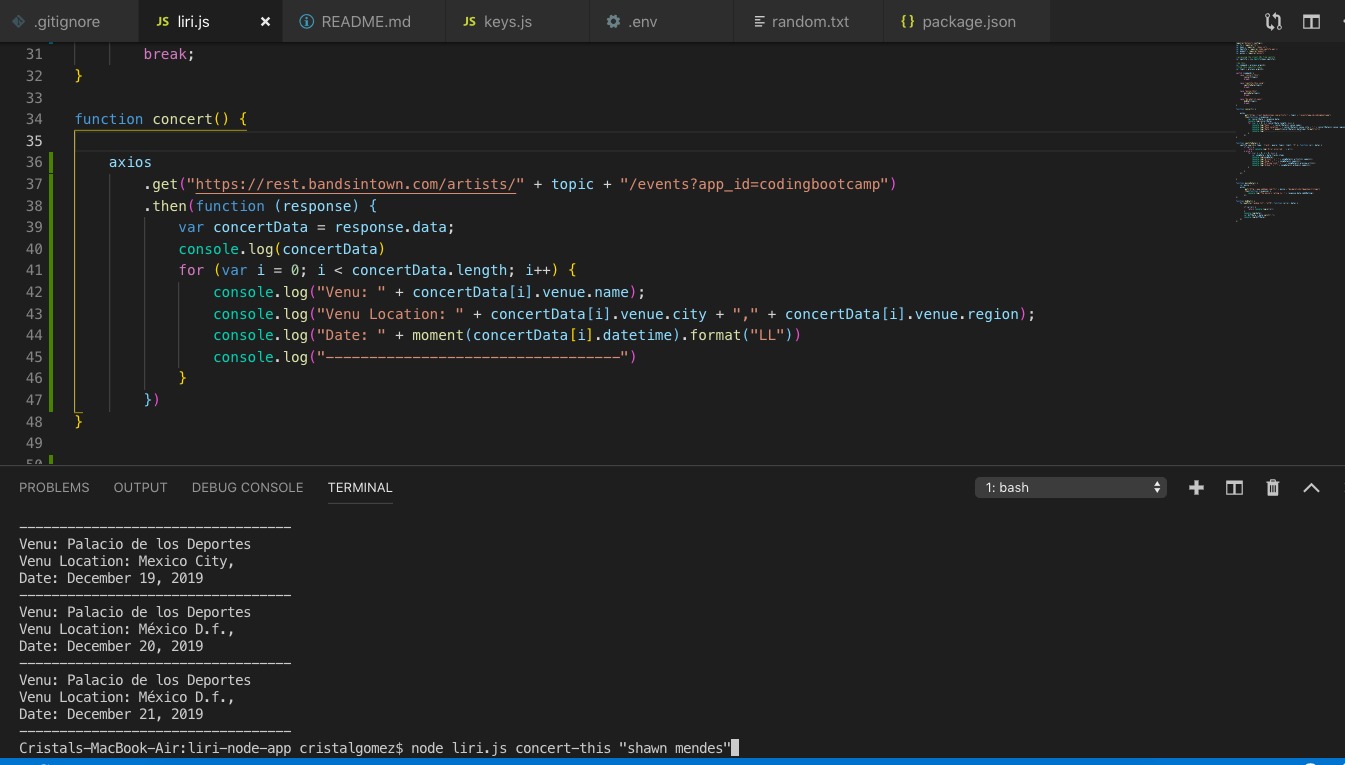 .gitignore JS liri.js × README.md JS keys.js .env random.txt {} package.json
31 break;
32 }
33
34 function concert() {
35
36 axios
37 .get("https://rest.bandsintown.com/artists/" + topic + "/events?app_id=codingbootcamp")
38 .then(function (response) {
39 var concertData = response.data;
40 console.log(concertData)
41 for (var i = 0; i < concertData.length; i++) {
42 console.log("Venu: " + concertData[i].venue.name);
43 console.log("Venu Location: " + concertData[i].venue.city + "," + concertData[i].venue.region);
44 console.log("Date: " + moment(concertData[i].datetime).format("LL"))
45 console.log("----------------------------------")
46 }
47 })
48 }
49
50
PROBLEMS OUTPUT DEBUG CONSOLE TERMINAL 1: bash
----------------------------------
Venu: Palacio de los Deportes
Venu Location: Mexico City,
Date: December 19, 2019
----------------------------------
Venu: Palacio de los Deportes
Venu Location: México D.f.,
Date: December 20, 2019
----------------------------------
Venu: Palacio de los Deportes
Venu Location: México D.f.,
Date: December 21, 2019
----------------------------------
Cristals-MacBook-Air:liri-node-app cristalgomez$ node liri.js concert-this "shawn mendes"